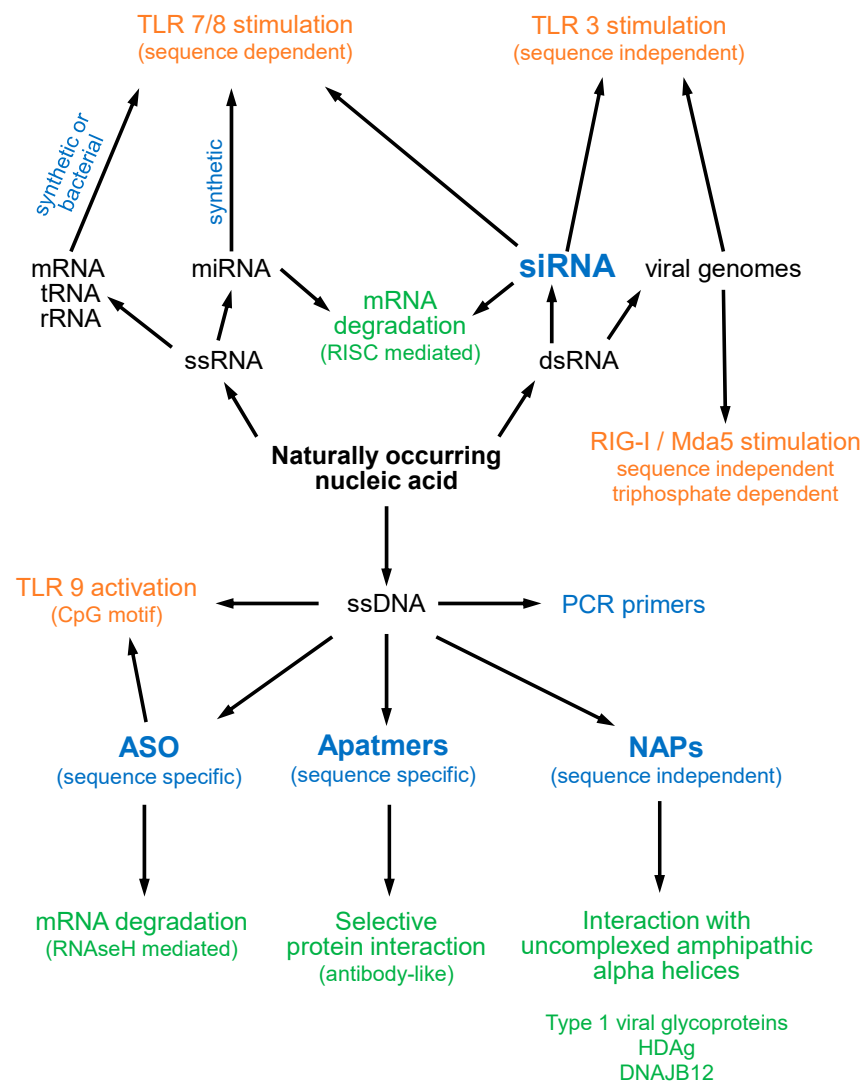 TLR 7/8 stimulation
(sequence dependent)
TLR 3 stimulation
(sequence independent)
synthetic or
bacterial
synthetic
mRNA
tRNA
rRNA
miRNA
siRNA
viral genomes
mRNA
degradation
(RISC mediated)
ssRNA
dsRNA
Naturally occurring
nucleic acid
RIG-I / Mda5 stimulation
sequence independent
triphosphate dependent
TLR 9 activation
(CpG motif)
ssDNA
PCR primers
ASO
(sequence specific)
Apatmers
(sequence specific)
NAPs
(sequence independent)
mRNA degradation
(RNAseH mediated)
Selective
protein interaction
(antibody-like)
Interaction with
uncomplexed amphipathic
alpha helices
Type 1 viral glycoproteins
HDAg
DNAJB12